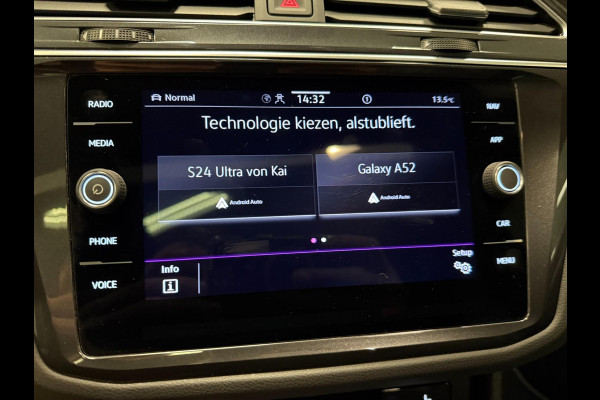 RADIO
MEDIA
PHONE
VOICE
Normal
14:32
1
13.5°C
Technologie kiezen, alstublieft.
S24 Ultra von Kai
Android Auto
Galaxy A52
Android Auto
Info
Setup
NAV
APP
CAR
MENU